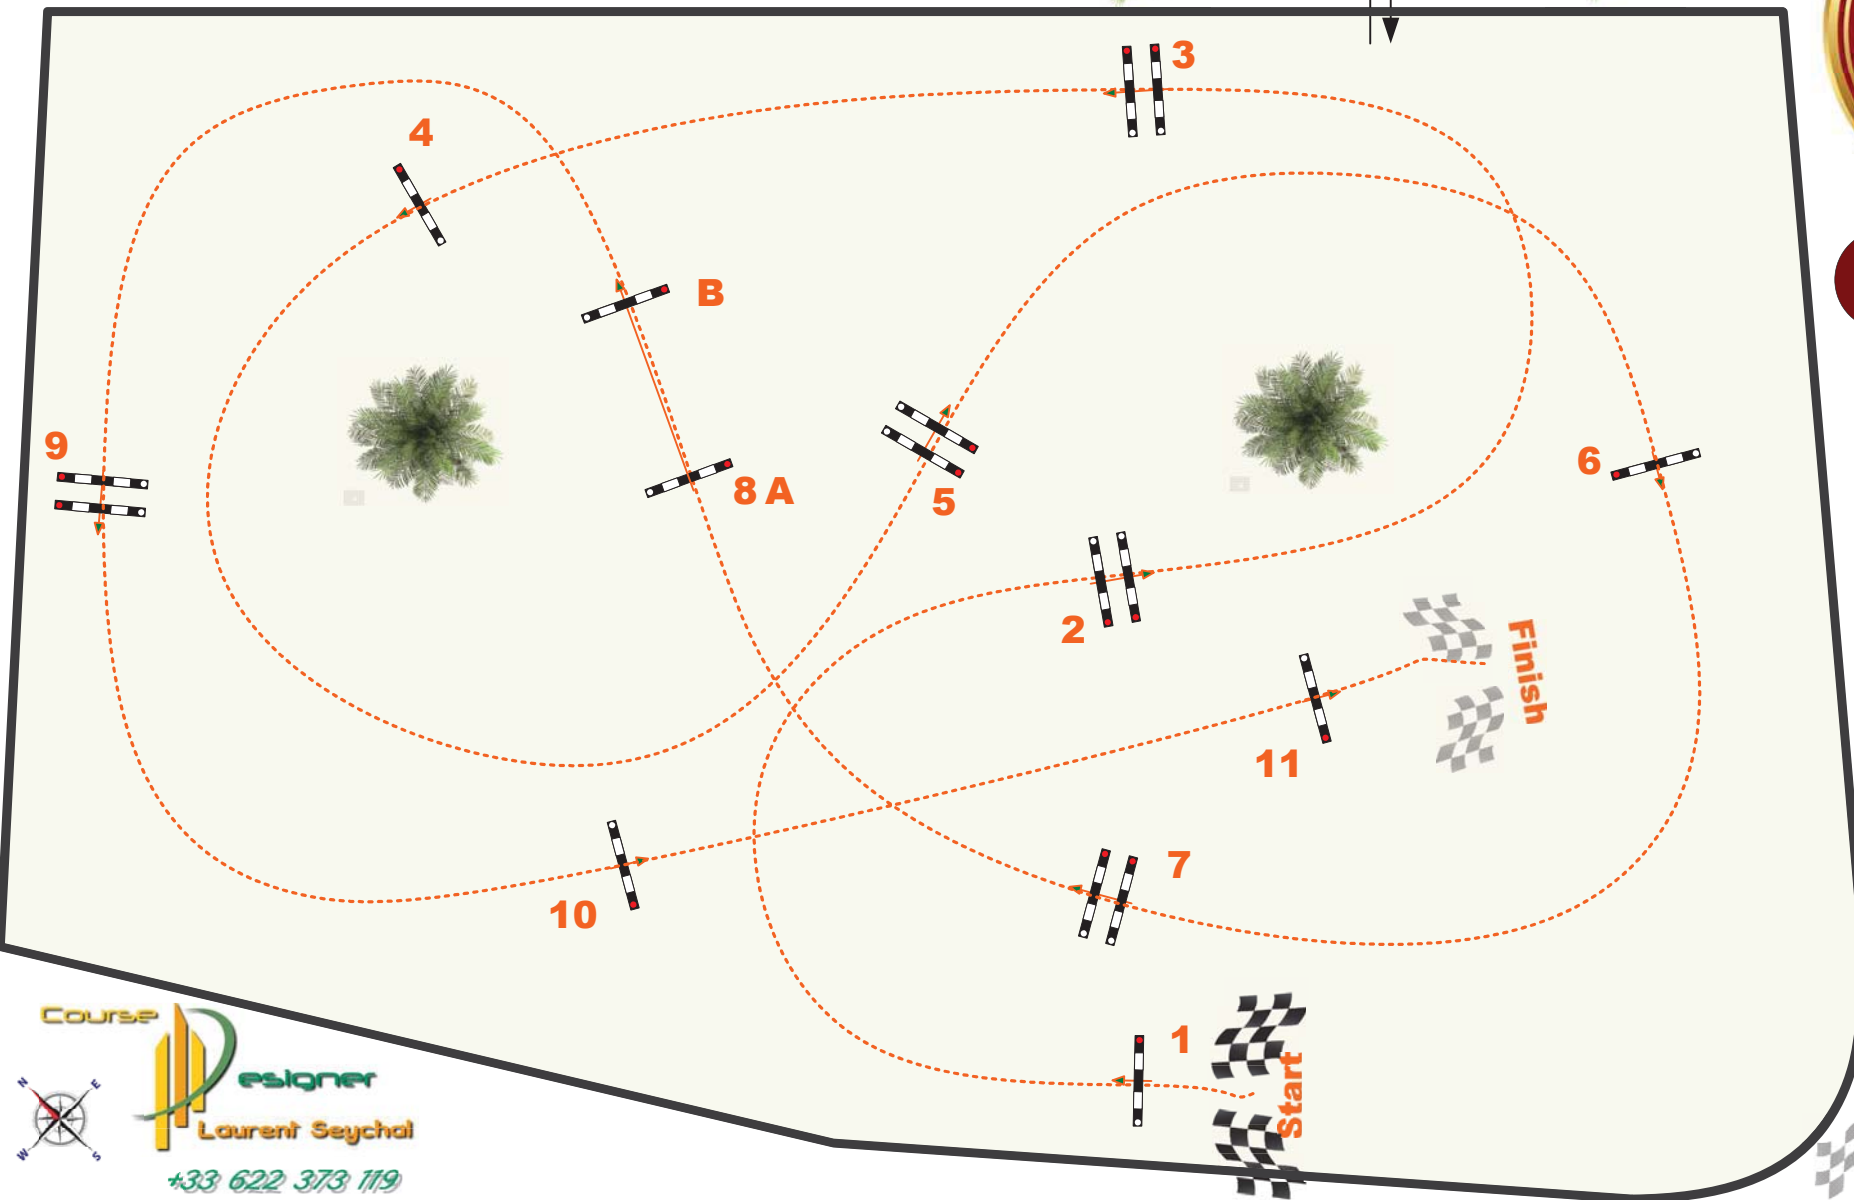 3
4
B
9
8 A
5
6
2
Finish
11
7
10
1
Start
Course
Designer
Laurent Seychal
+33 622 373 119
N
E
W
S